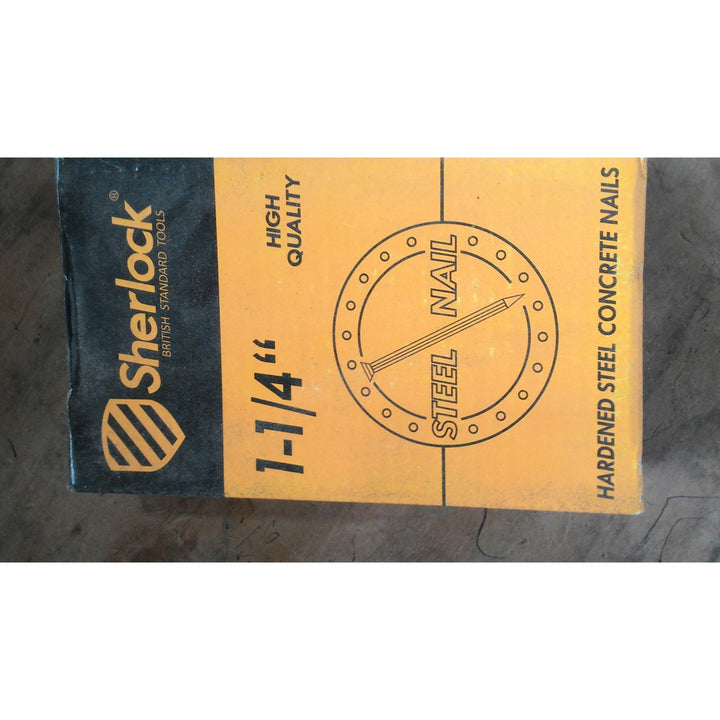 Sherlock®
BRITISH STANDARD TOOLS
1-1/4“
HIGH
QUALITY
STEEL NAIL
HARDENED STEEL CONCRETE NAILS